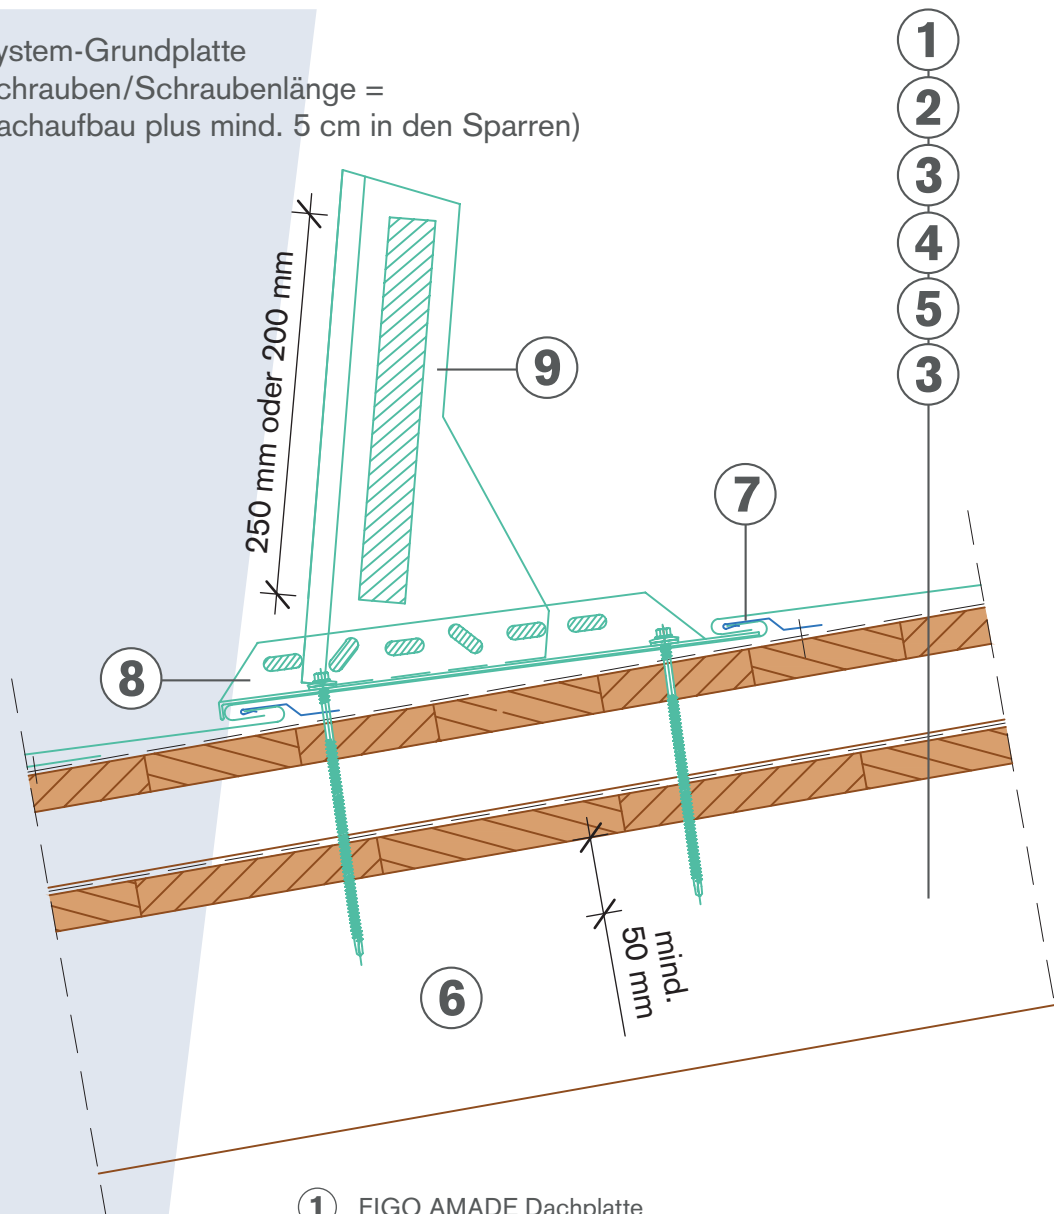 ystem-Grundplatte
chrauben/Schraubenlänge =
achaufbau plus mind. 5 cm in den Sparren)
1
2
3
4
5
3
250 mm oder 200 mm
9
7
8
mind.
50 mm
6
1 EIGO AMADE Dachplatte